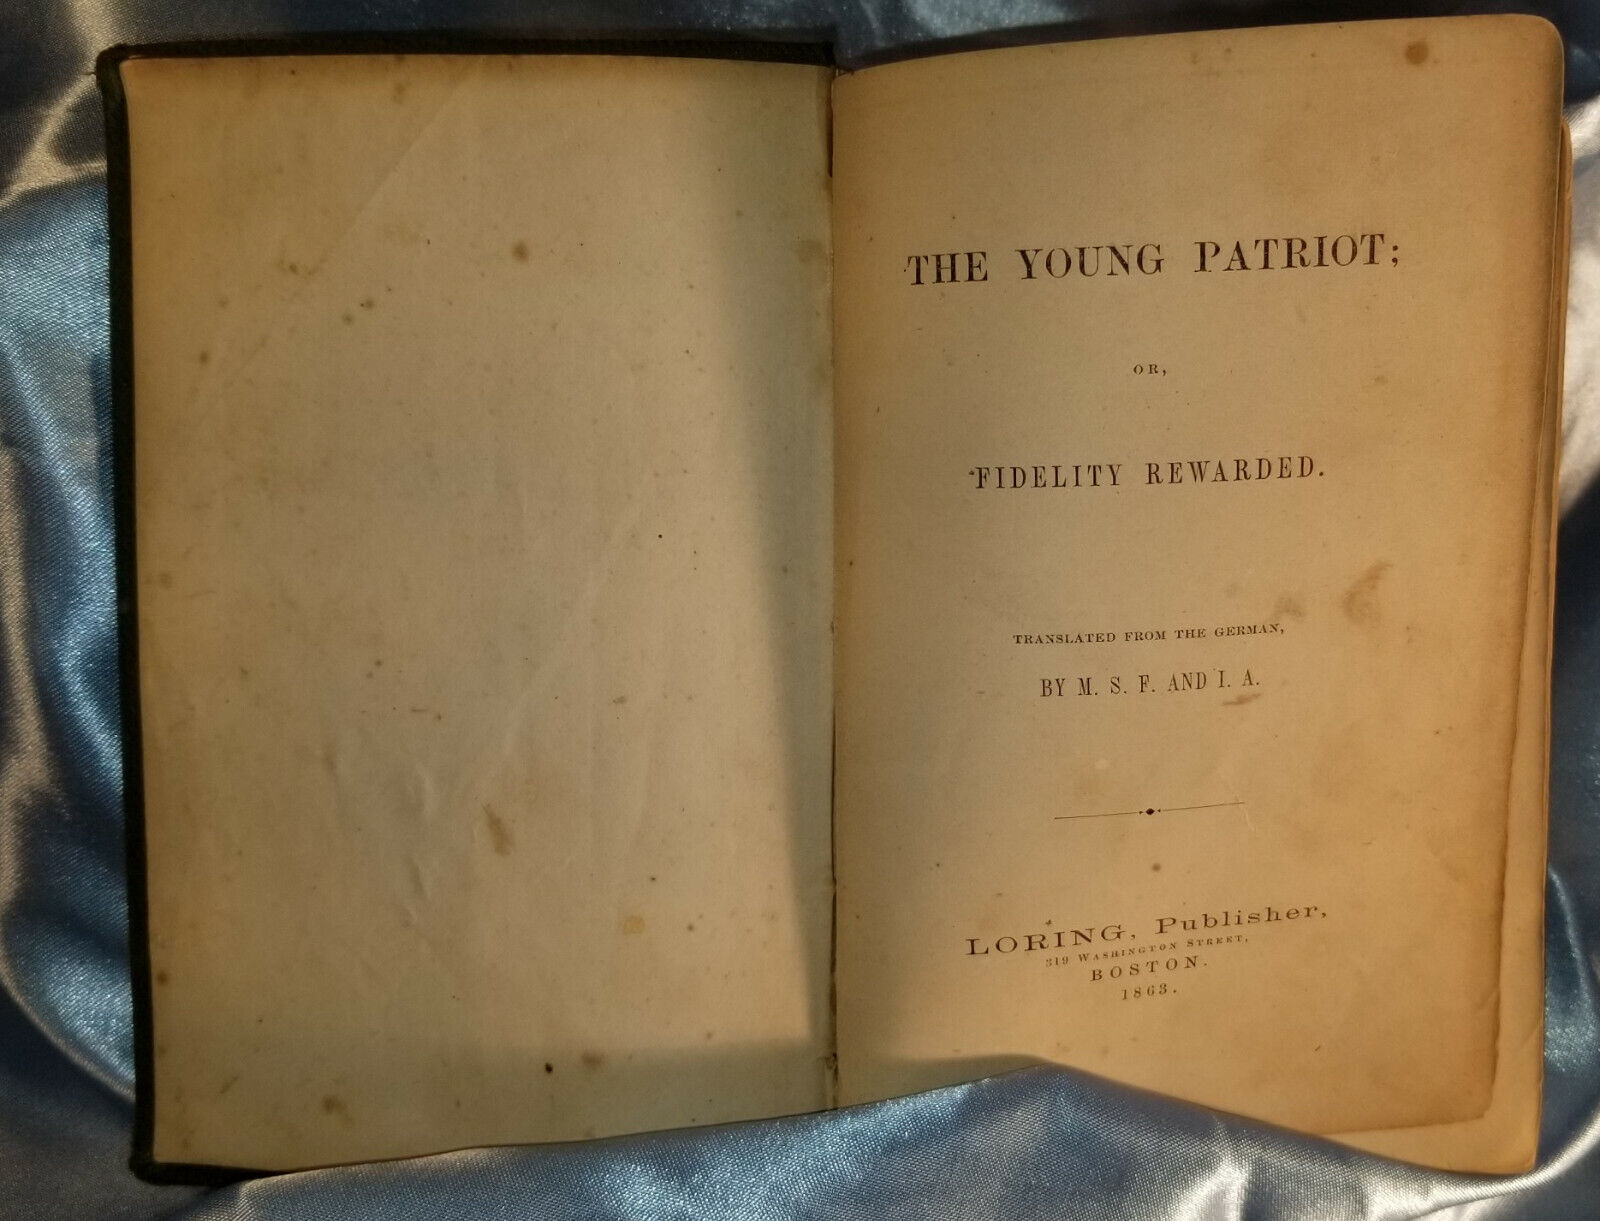 THE YOUNG PATRIOT;
OR,
FIDELITY REWARDED.
TRANSLATED FROM THE GERMAN,
BY M. S. F. AND I. A.
LORING, Publisher,
319 WASHINGTON STREET,
BOSTON.
1863.